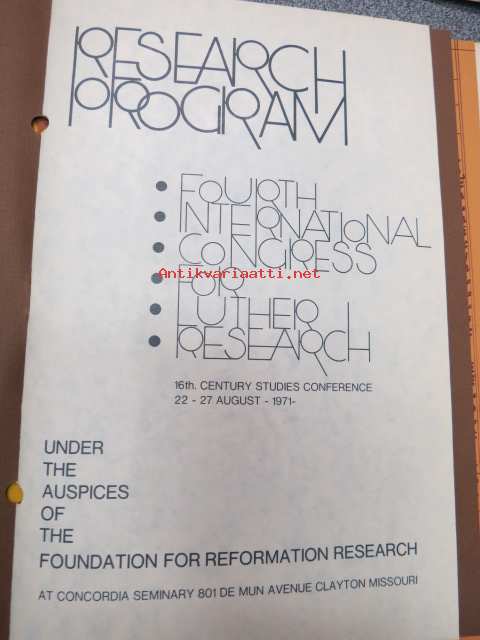 RESEARCH
PROGRAM
• FOURTH
• INTERNATIONAL
• CONGRESS
Antikvariaatti.net
• FOR
• LUTHER
• RESEARCH
16th. CENTURY STUDIES CONFERENCE
22 - 27 AUGUST - 1971-
UNDER
THE
AUSPICES
OF
THE
FOUNDATION FOR REFORMATION RESEARCH
AT CONCORDIA SEMINARY 801 DE MUN AVENUE CLAYTON MISSOURI